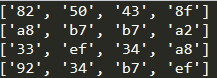 ['82', '50', '43', '8f']
['a8', 'b7', 'b7', 'a2']
['33', 'ef', '34', 'a8']
['92', '34', 'b7', 'ef']